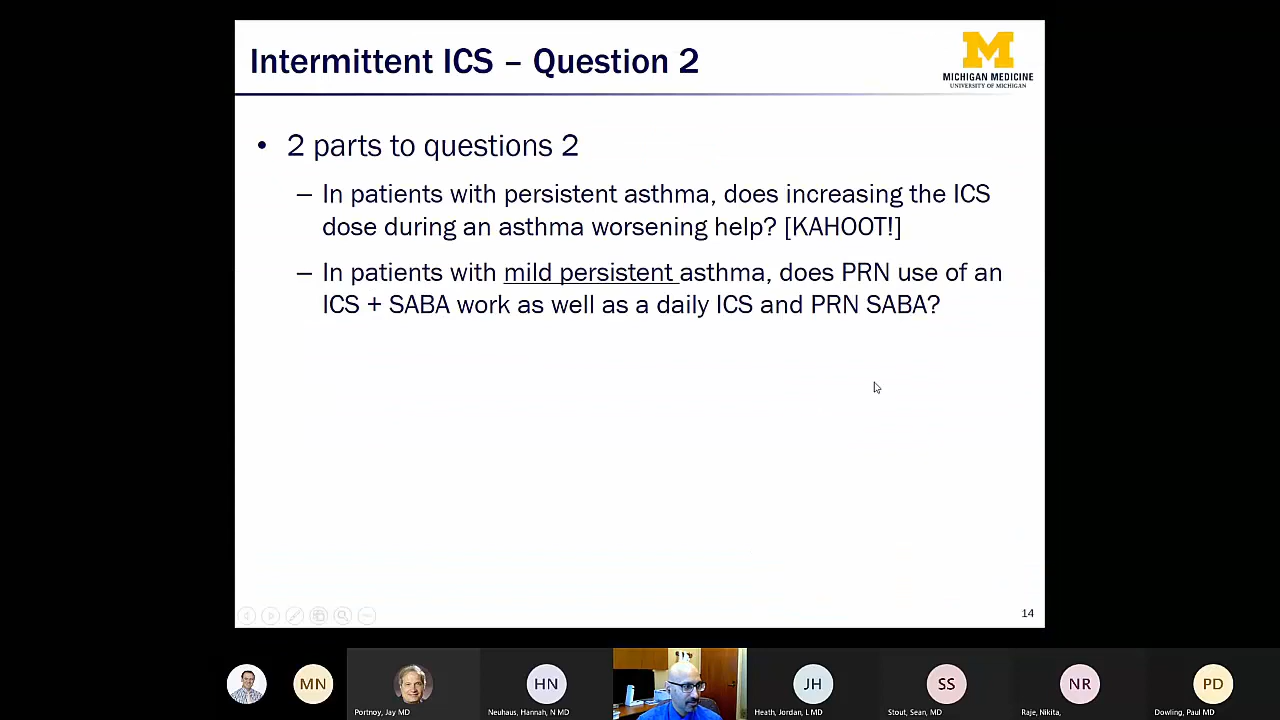 Intermittent ICS – Question 2
M
MICHIGAN MEDICINE
UNIVERSITY OF MICHIGAN
• 2 parts to questions 2
– In patients with persistent asthma, does increasing the ICS
dose during an asthma worsening help? [KAHOOT!]
– In patients with mild persistent asthma, does PRN use of an
ICS + SABA work as well as a daily ICS and PRN SABA?
14
MN
HN
JH
SS
NR
PD
Portnoy, Jay MD
Neuhaus, Hannah, N MD
Heath, Jordan, L MD
Stout, Sean, MD
Raje, Nikita,
Dowling, Paul MD